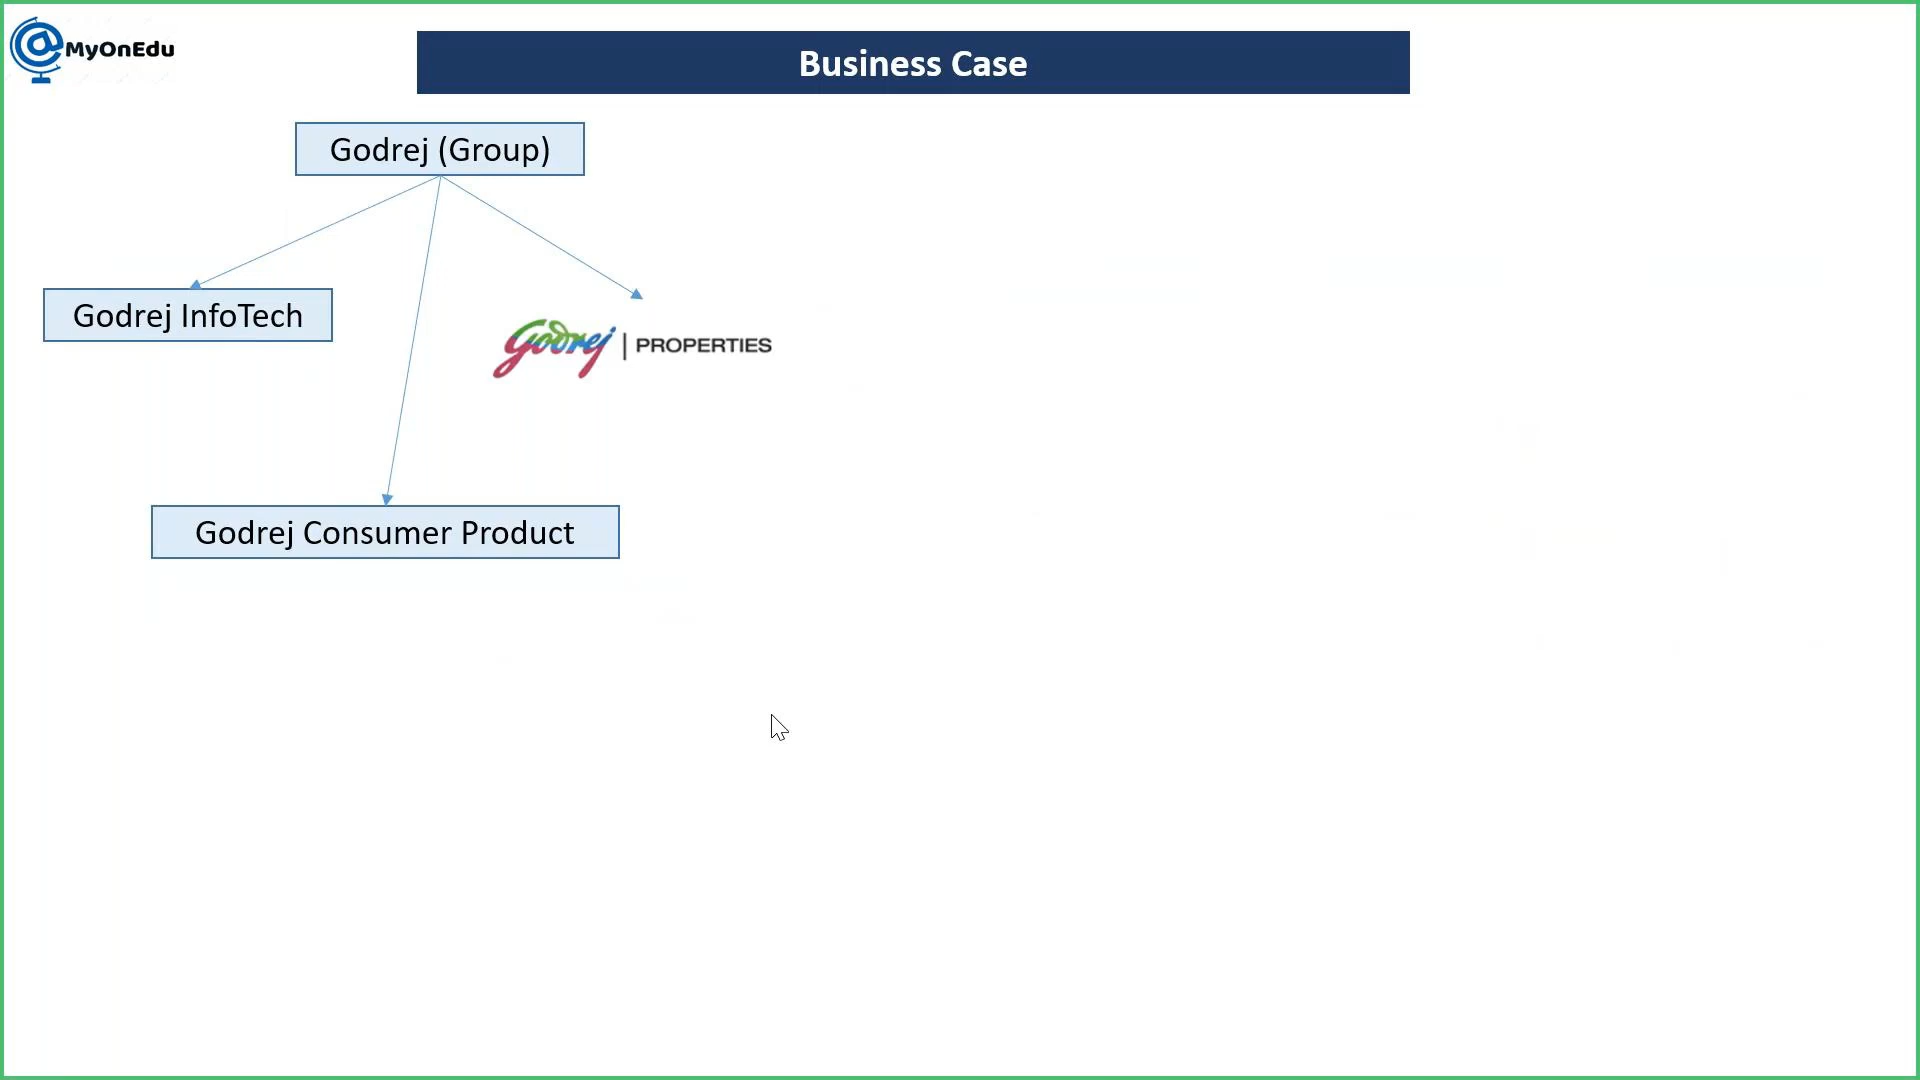 @MyOnEdu
Business Case
Godrej (Group)
Godrej InfoTech
Godrej | PROPERTIES
Godrej Consumer Product